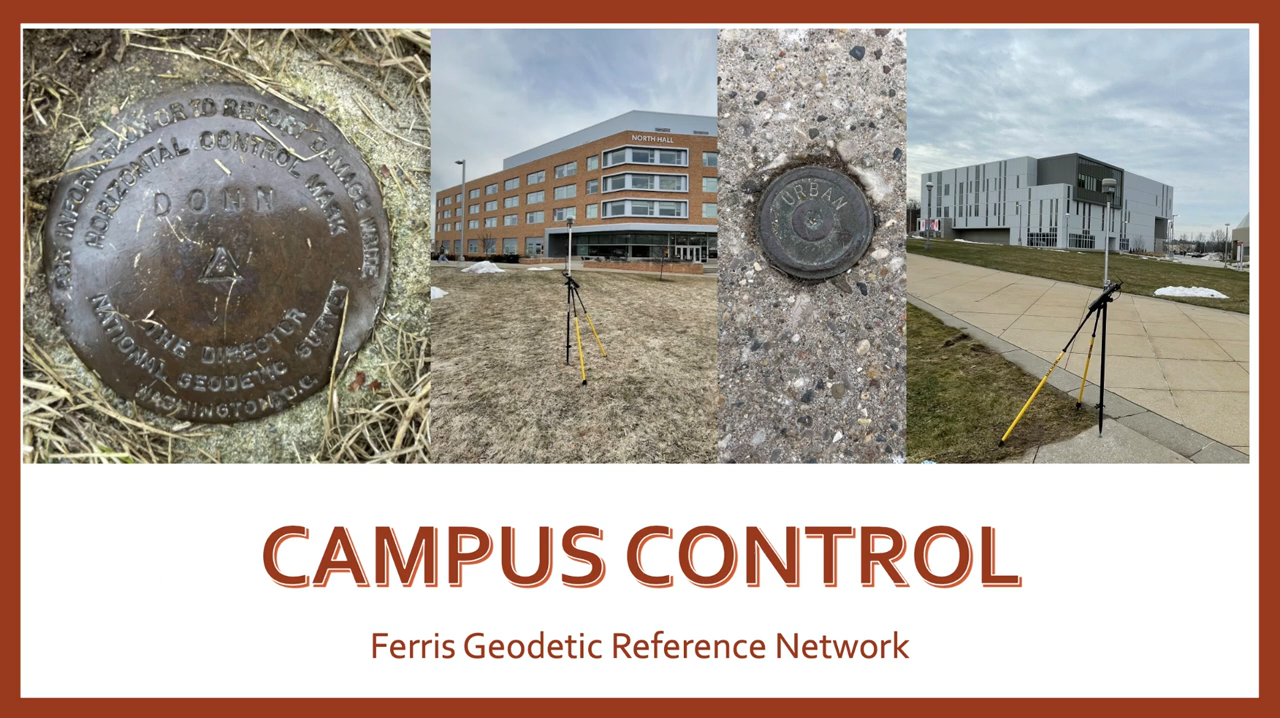 FOR INFORMATION OR TO REPORT DAMAGE WRITE
HORIZONTAL CONTROL MARK
DONN
THE DIRECTOR
NATIONAL GEODETIC SURVEY
WASHINGTON, D.C.
NORTH HALL
URBAN
CAMPUS CONTROL
Ferris Geodetic Reference Network